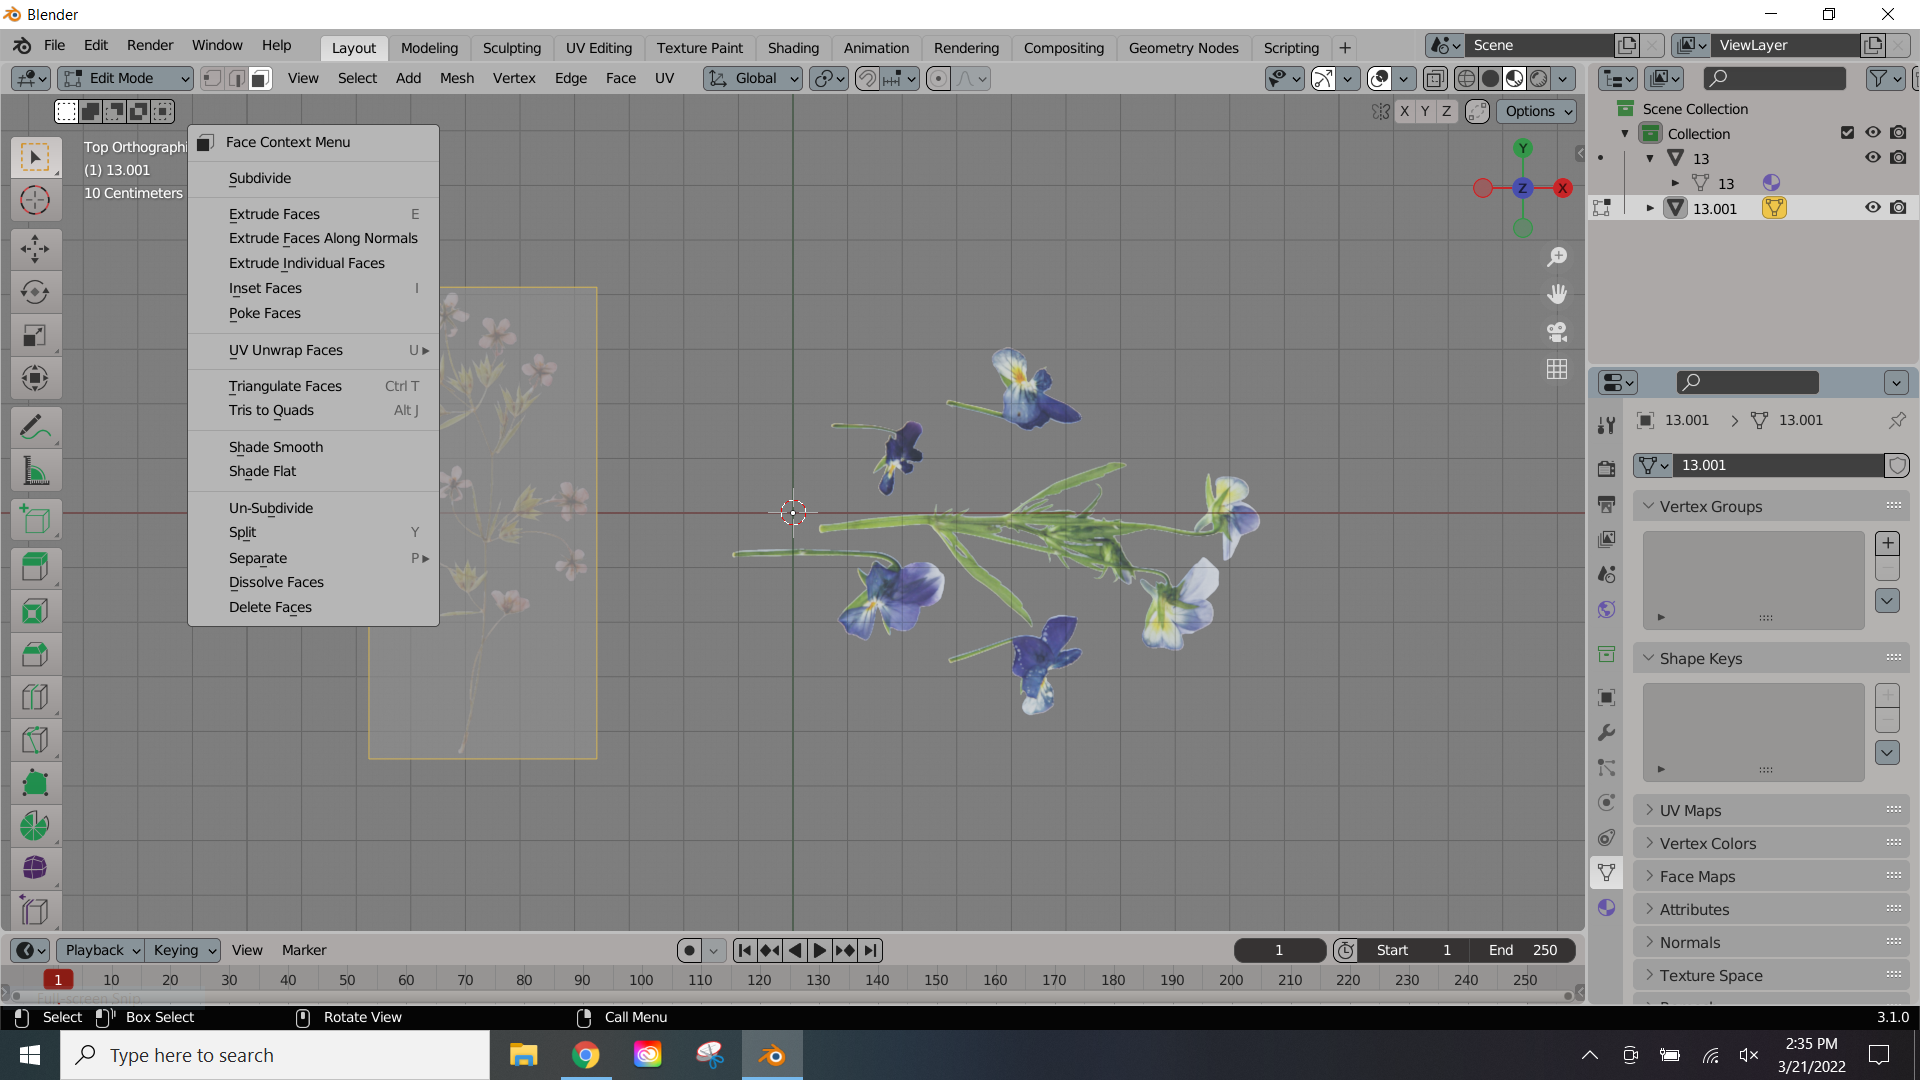 Blender
File Edit Render Window Help
Layout Modeling Sculpting UV Editing Texture Paint Shading Animation Rendering Compositing Geometry Nodes Scripting +
Scene
ViewLayer
Edit Mode
View Select Add Mesh Vertex Edge Face UV
Global
X Y Z
Options
Top Orthographi
(1) 13.001
10 Centimeters
Face Context Menu
Subdivide
Extrude Faces E
Extrude Faces Along Normals
Extrude Individual Faces
Inset Faces I
Poke Faces
UV Unwrap Faces U
Triangulate Faces Ctrl T
Tris to Quads Alt J
Shade Smooth
Shade Flat
Un-Subdivide
Split Y
Separate P
Dissolve Faces
Delete Faces
Y
Z
X
Scene Collection
Collection
13
13
13.001
13.001 > 13.001
13.001
Vertex Groups
Shape Keys
UV Maps
Vertex Colors
Face Maps
Attributes
Normals
Texture Space
Playback Keying View Marker
1
Start 1
End 250
1 10 20 30 40 50 60 70 80 90 100 110 120 130 140 150 160 170 180 190 200 210 220 230 240 250
Full-screen Snip
Select Box Select Rotate View Call Menu
3.1.0
Type here to search
2:35 PM
3/21/2022